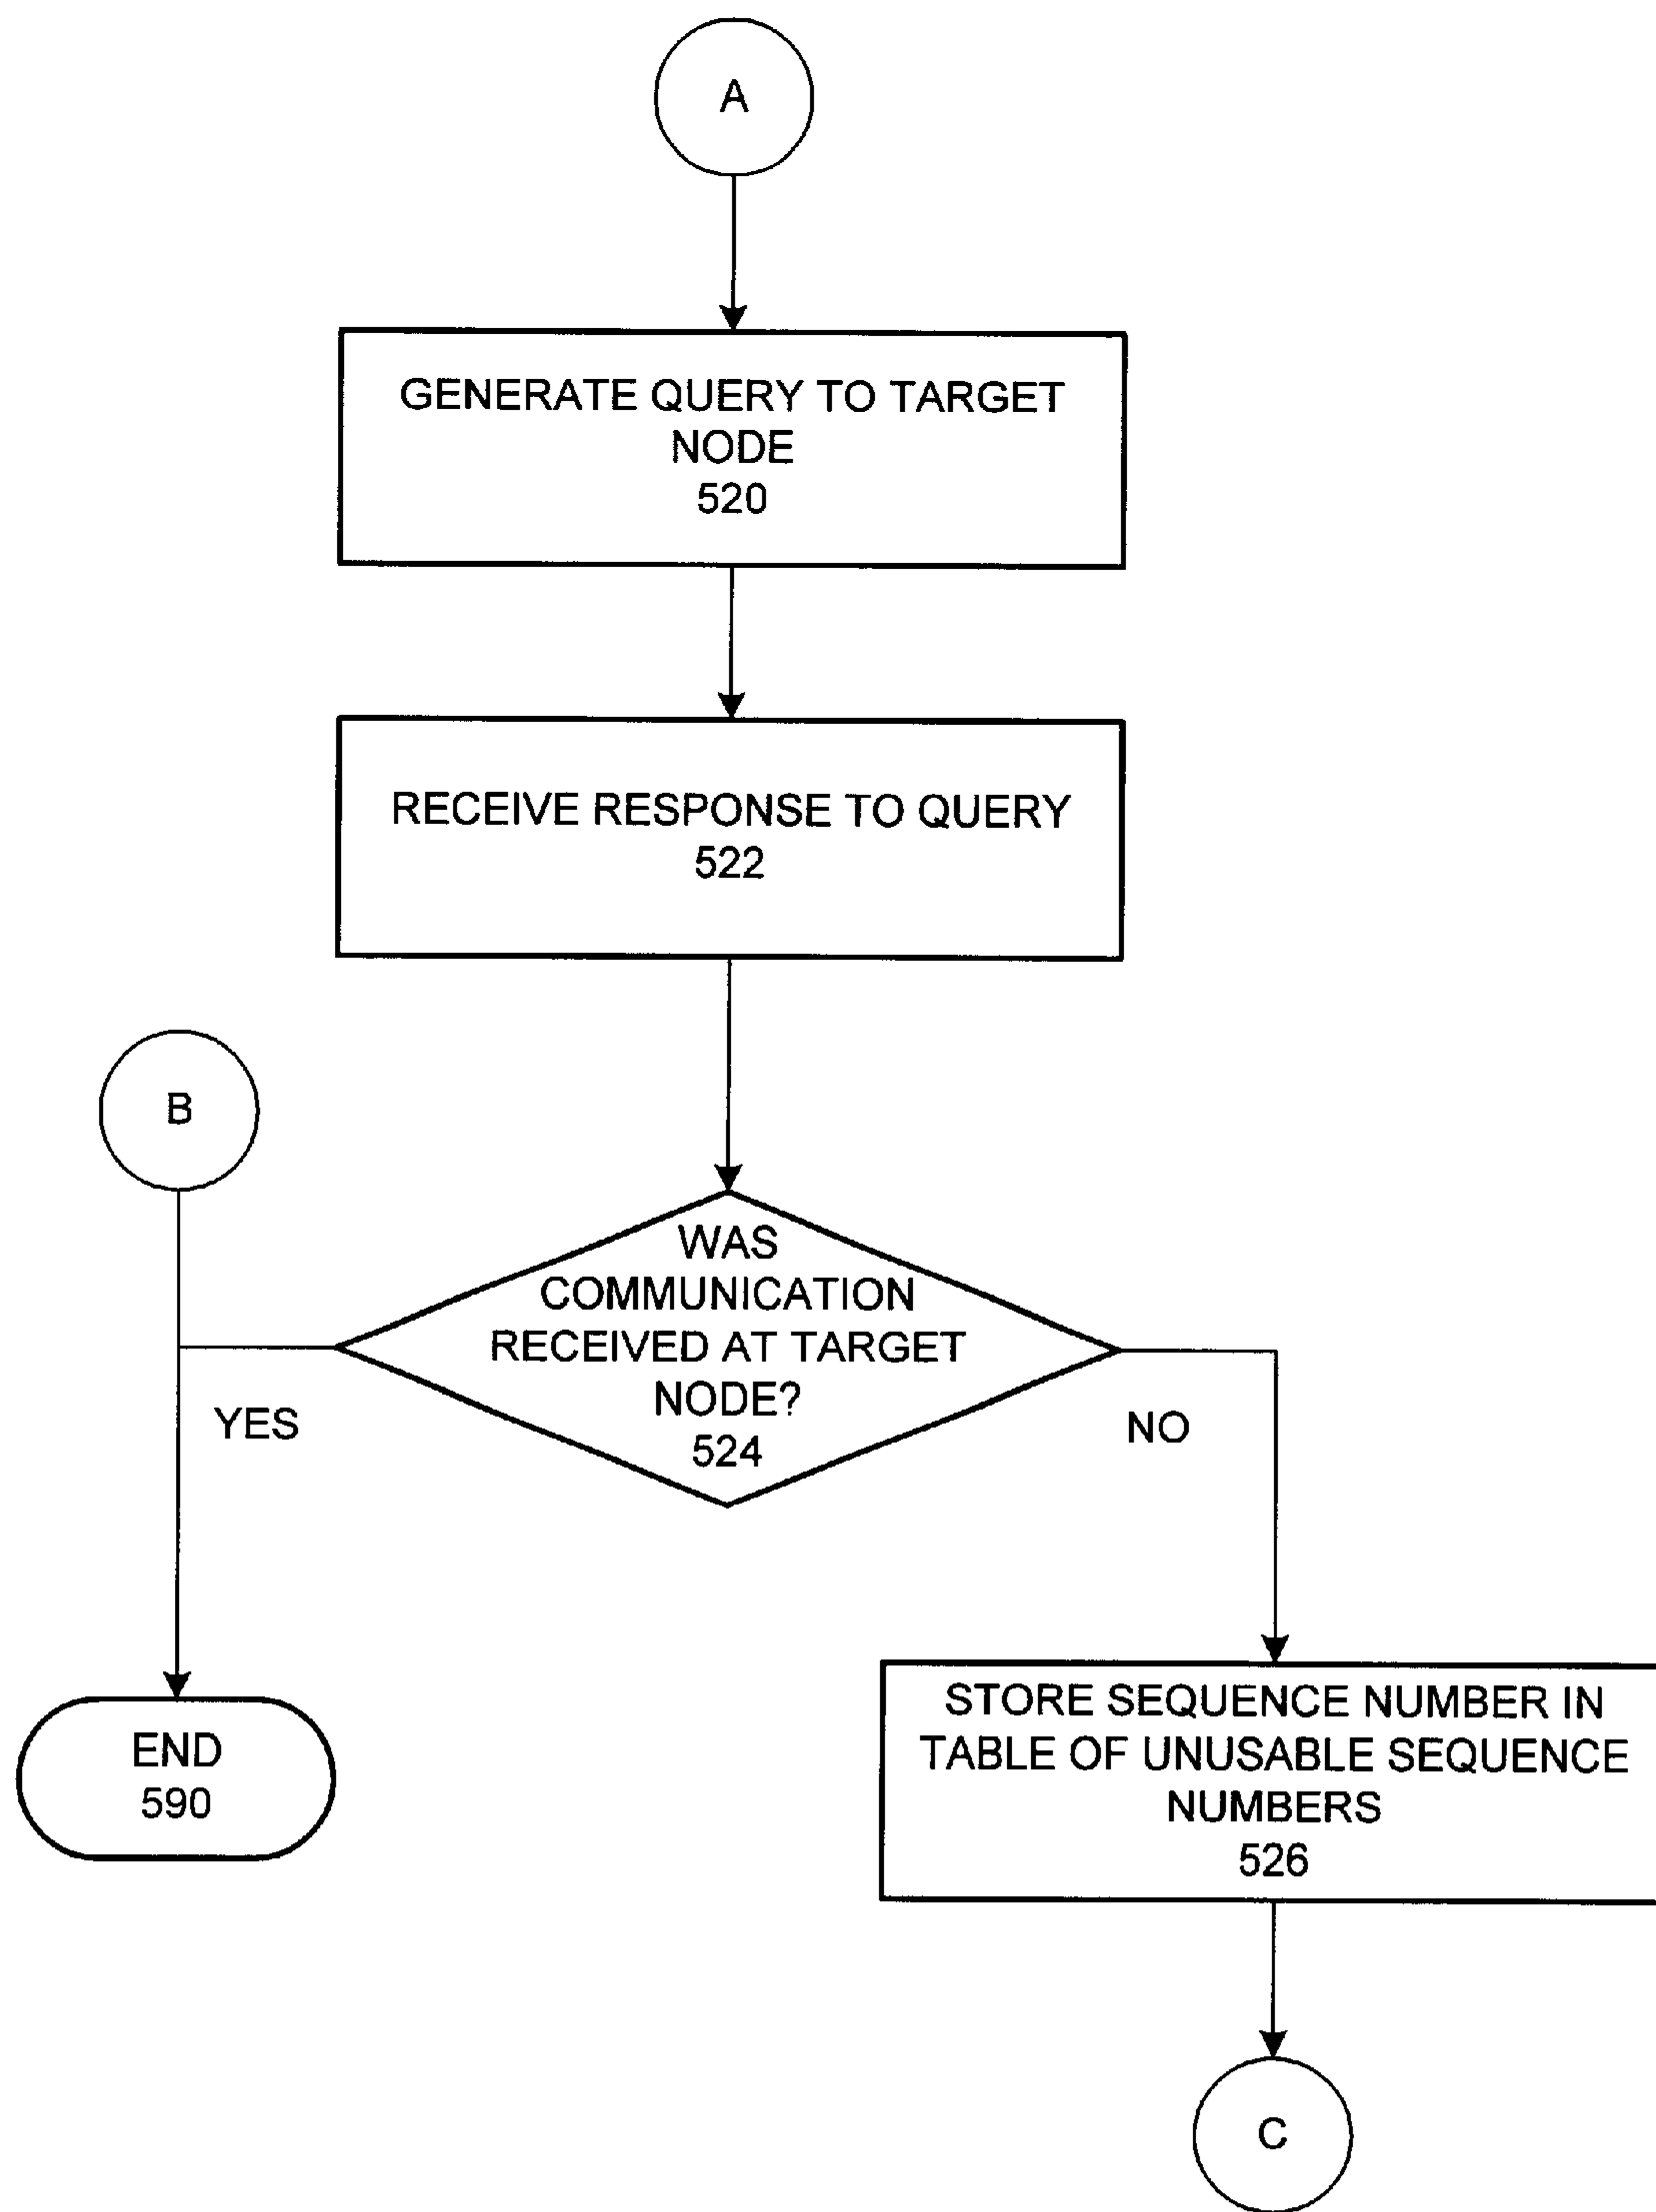 A
GENERATE QUERY TO TARGET
NODE
520
RECEIVE RESPONSE TO QUERY
522
B
WAS
COMMUNICATION
RECEIVED AT TARGET
NODE?
524
YES
NO
END
590
STORE SEQUENCE NUMBER IN
TABLE OF UNUSABLE SEQUENCE
NUMBERS
526
C